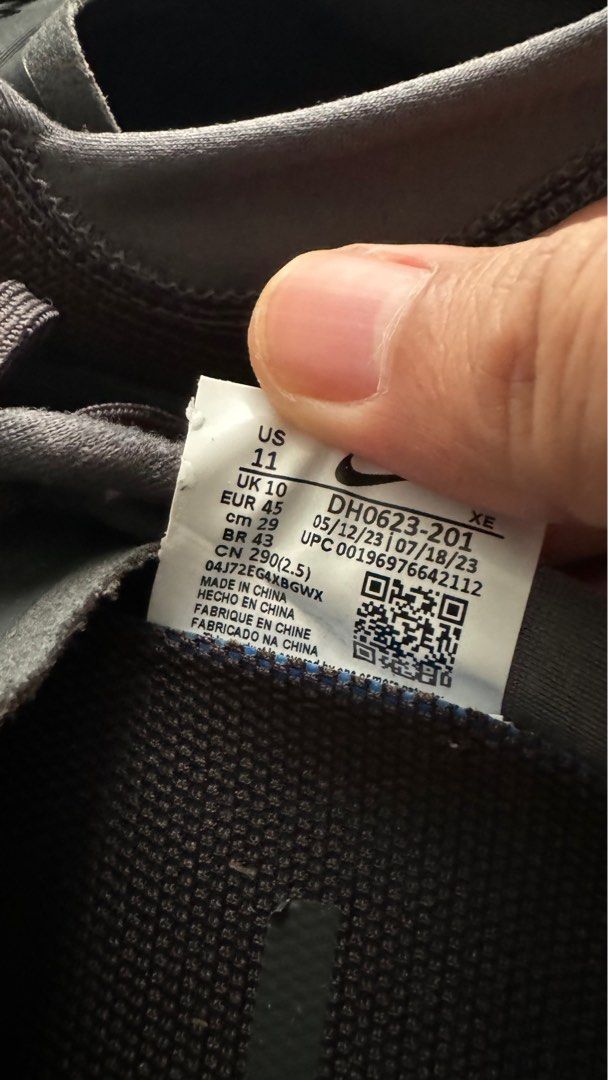 US
11
UK 10
EUR 45
cm 29
BR 43
CN 290(2.5)
04J72EG4XBGWX
MADE IN CHINA
HECHO EN CHINA
FABRIQUE EN CHINE
FABRICADO NA CHINA
XE
DH0623-201
05/12/23 | 07/18/23
UPC 00196976642112